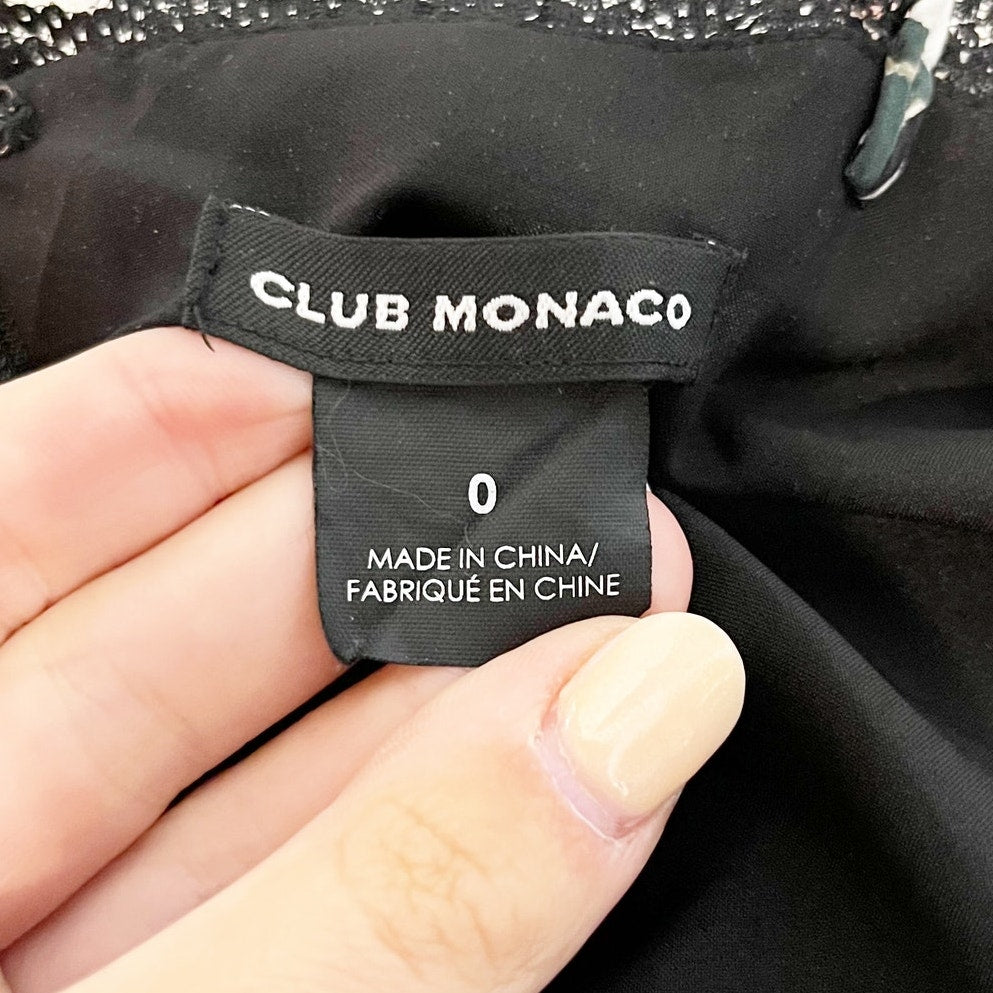 CLUB MONACO
0
MADE IN CHINA/
FABRIQUÉ EN CHINE